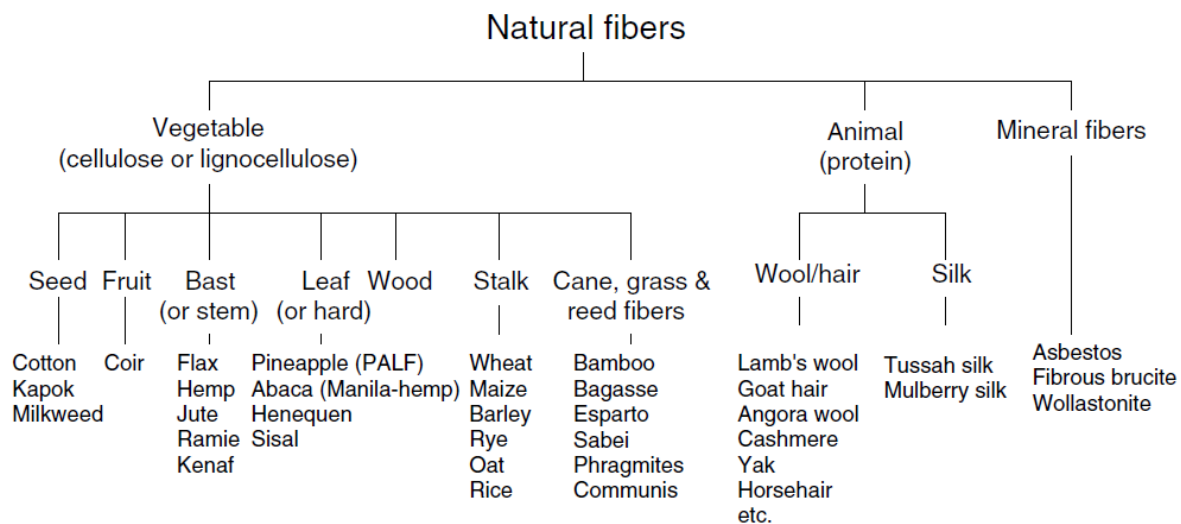 Natural fibers
Vegetable
(cellulose or lignocellulose)
Animal
(protein)
Mineral fibers
Seed
Fruit
Bast
(or stem)
Leaf
(or hard)
Wood
Stalk
Cane, grass &
reed fibers
Wool/hair
Silk
Cotton
Kapok
Milkweed
Coir
Flax
Hemp
Jute
Ramie
Kenaf
Pineapple (PALF)
Abaca (Manila-hemp)
Henequen
Sisal
Wheat
Maize
Barley
Rye
Oat
Rice
Bamboo
Bagasse
Esparto
Sabei
Phragmites
Communis
Lamb's wool
Goat hair
Angora wool
Cashmere
Yak
Horsehair
etc.
Tussah silk
Mulberry silk
Asbestos
Fibrous brucite
Wollastonite